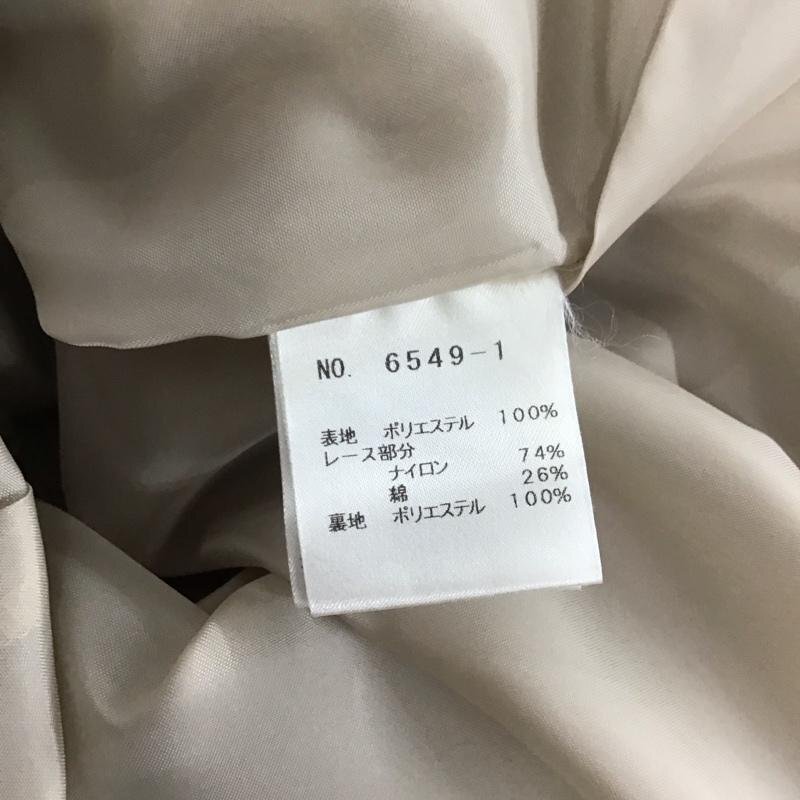 NO. 6549-1
表地 ポリエステル 100%
レース部分
ナイロン 74%
綿 26%
裏地 ポリエステル 100%